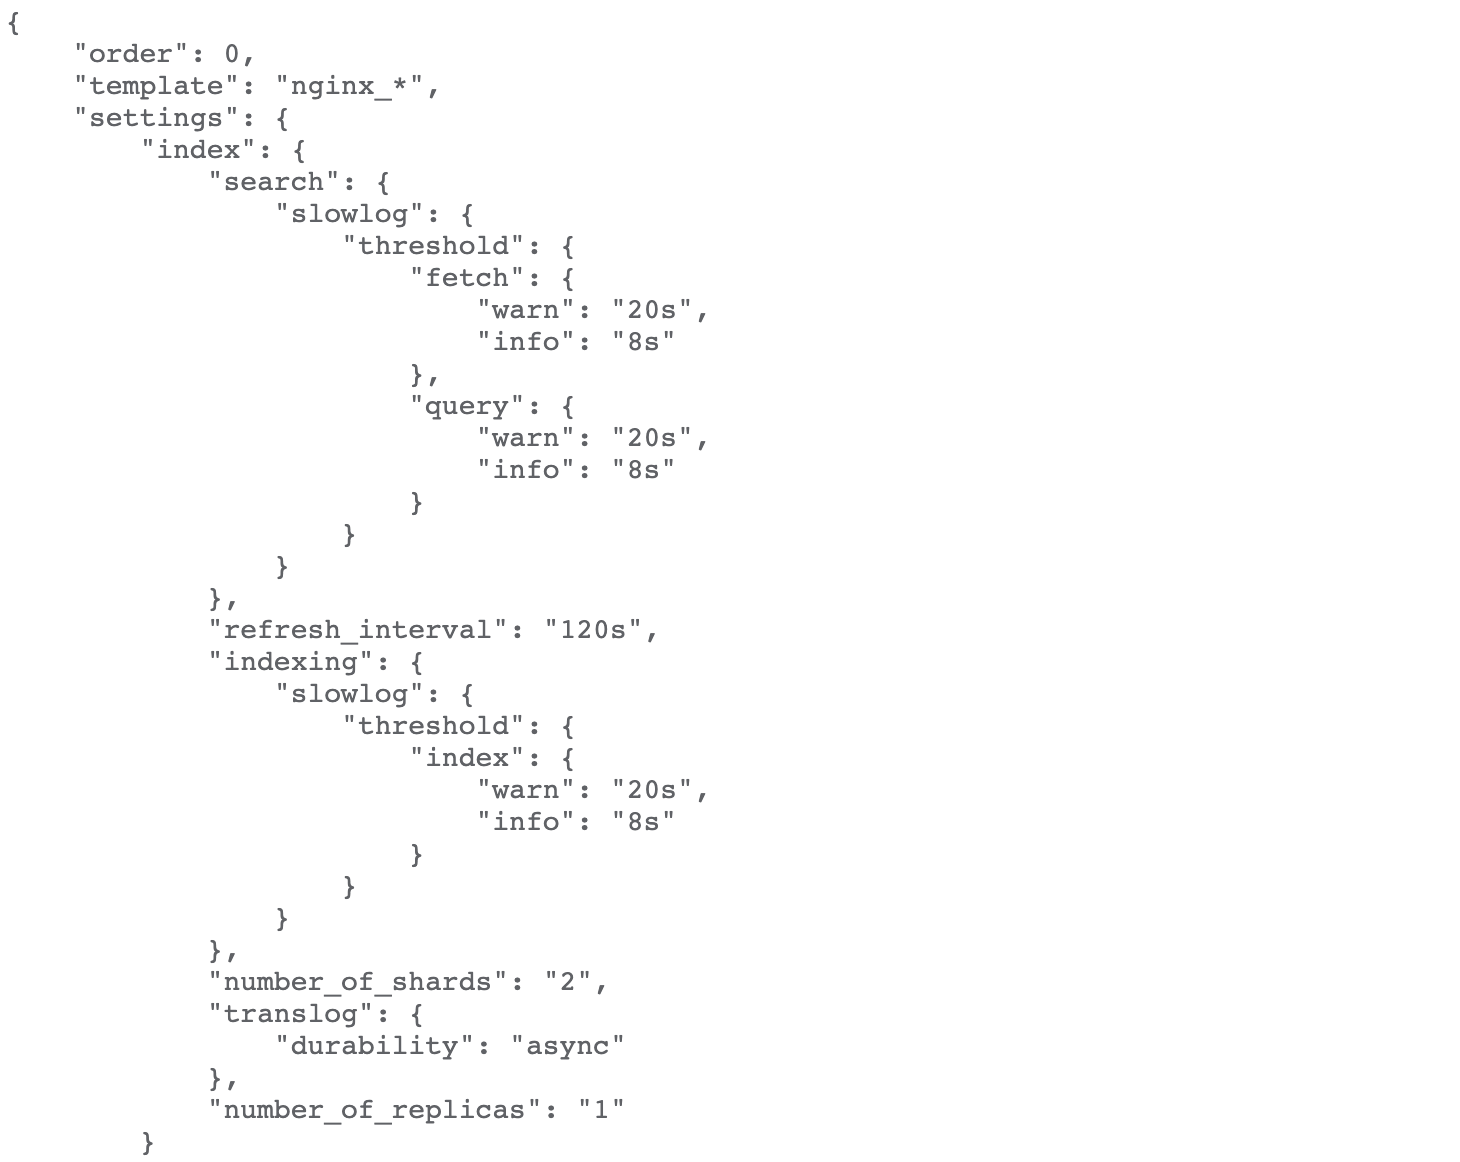 {
    "order": 0,
    "template": "nginx_*",
    "settings": {
        "index": {
            "search": {
                "slowlog": {
                    "threshold": {
                        "fetch": {
                            "warn": "20s",
                            "info": "8s"
                        },
                        "query": {
                            "warn": "20s",
                            "info": "8s"
                        }
                    }
                }
            },
            "refresh_interval": "120s",
            "indexing": {
                "slowlog": {
                    "threshold": {
                        "index": {
                            "warn": "20s",
                            "info": "8s"
                        }
                    }
                }
            },
            "number_of_shards": "2",
            "translog": {
                "durability": "async"
            },
            "number_of_replicas": "1"
        }